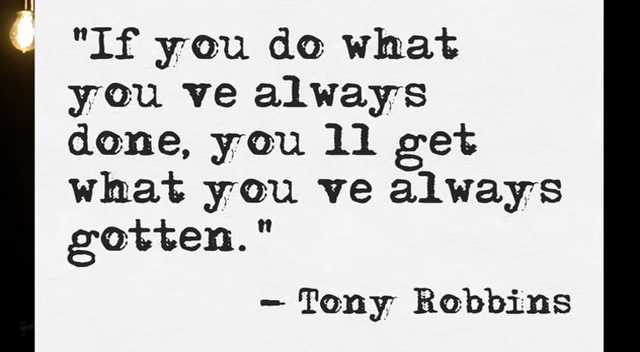 "If you do what
you ve always
done, you ll get
what you ve always
gotten."
– Tony Robbins